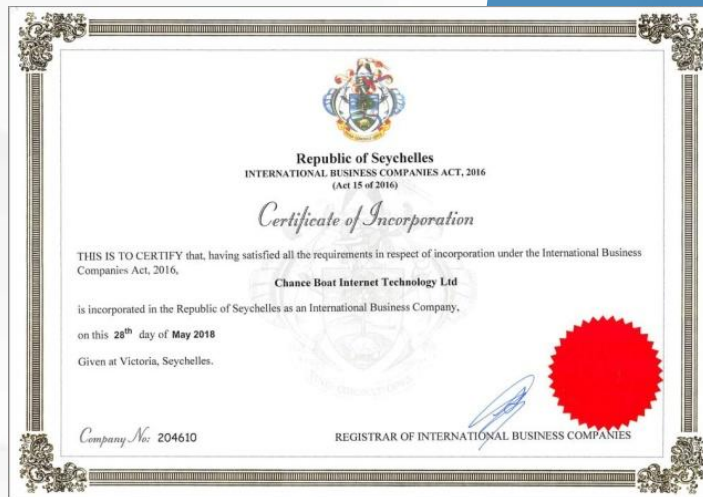 Republic of Seychelles
INTERNATIONAL BUSINESS COMPANIES ACT, 2016
(Act 15 of 2016)
Certificate of Incorporation
THIS IS TO CERTIFY that, having satisfied all the requirements in respect of incorporation under the International Business
Companies Act, 2016,
Chance Boat Internet Technology Ltd
is incorporated in the Republic of Seychelles as an International Business Company,
on this 28th day of May 2018
Given at Victoria, Seychelles.
Company No: 204610
REGISTRAR OF INTERNATIONAL BUSINESS COMPANIES